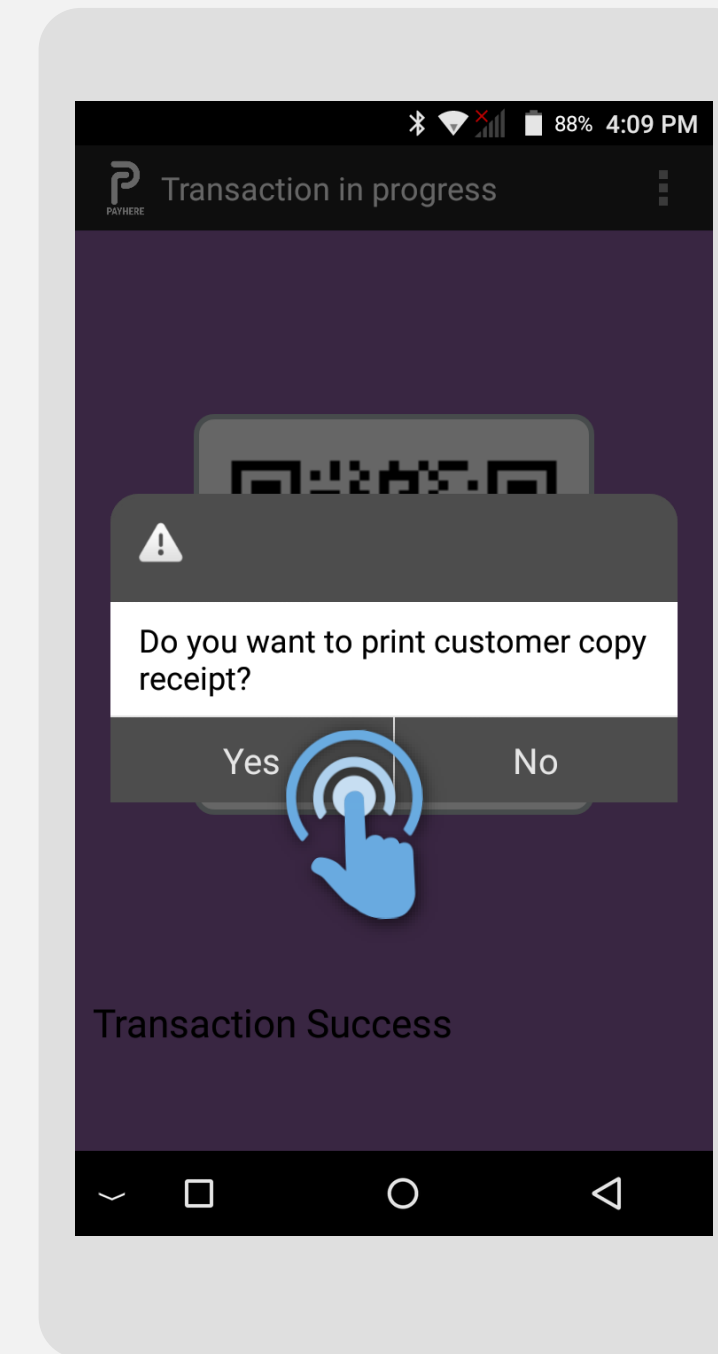 88% 4:09 PM
PAYHERE
Transaction in progress
Do you want to print customer copy
receipt?
Yes
No
Transaction Success